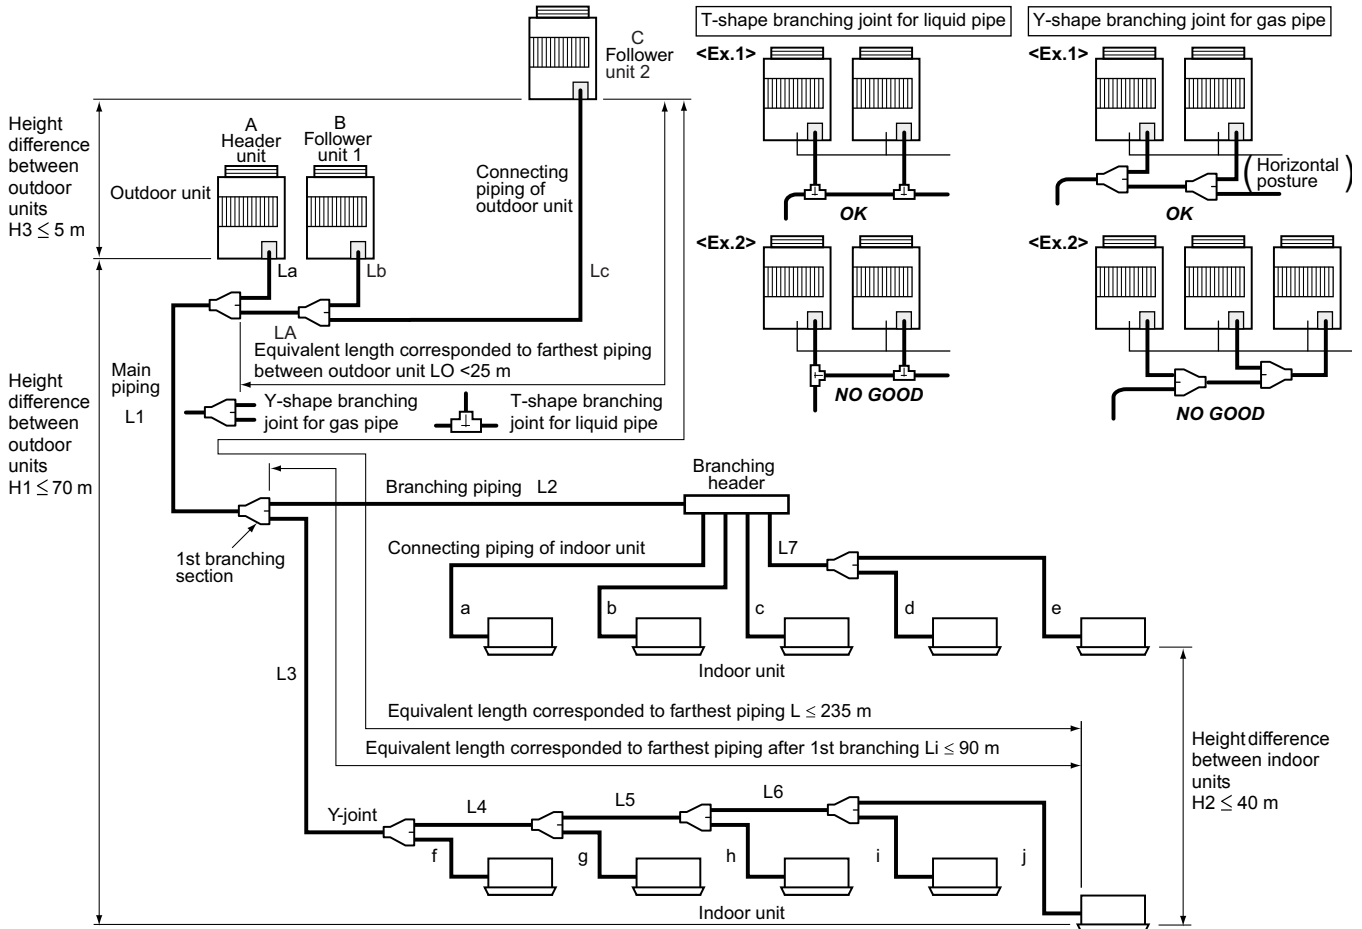 T-shape branching joint for liquid pipe
Y-shape branching joint for gas pipe
<Ex.1>
OK
<Ex.2>
NO GOOD
<Ex.1>
(Horizontal
posture)
OK
<Ex.2>
NO GOOD
C
Follower
unit 2
A
Header
unit
B
Follower
unit 1
Height
difference
between
outdoor
units
H3 ≤ 5 m
Outdoor unit
Connecting
piping of
outdoor unit
La
Lb
Lc
LA
Equivalent length corresponded to farthest piping
between outdoor unit LO <25 m
Main
piping
L1
Height
difference
between
outdoor
units
H1 ≤ 70 m
Y-shape branching
joint for gas pipe
T-shape branching
joint for liquid pipe
Branching
header
Branching piping L2
1st branching
section
Connecting piping of indoor unit
L7
a
b
c
d
e
Indoor unit
L3
Equivalent length corresponded to farthest piping L ≤ 235 m
Equivalent length corresponded to farthest piping after 1st branching Li ≤ 90 m
Height difference
between indoor
units
H2 ≤ 40 m
Y-joint
L4
L5
L6
f
g
h
i
j
Indoor unit